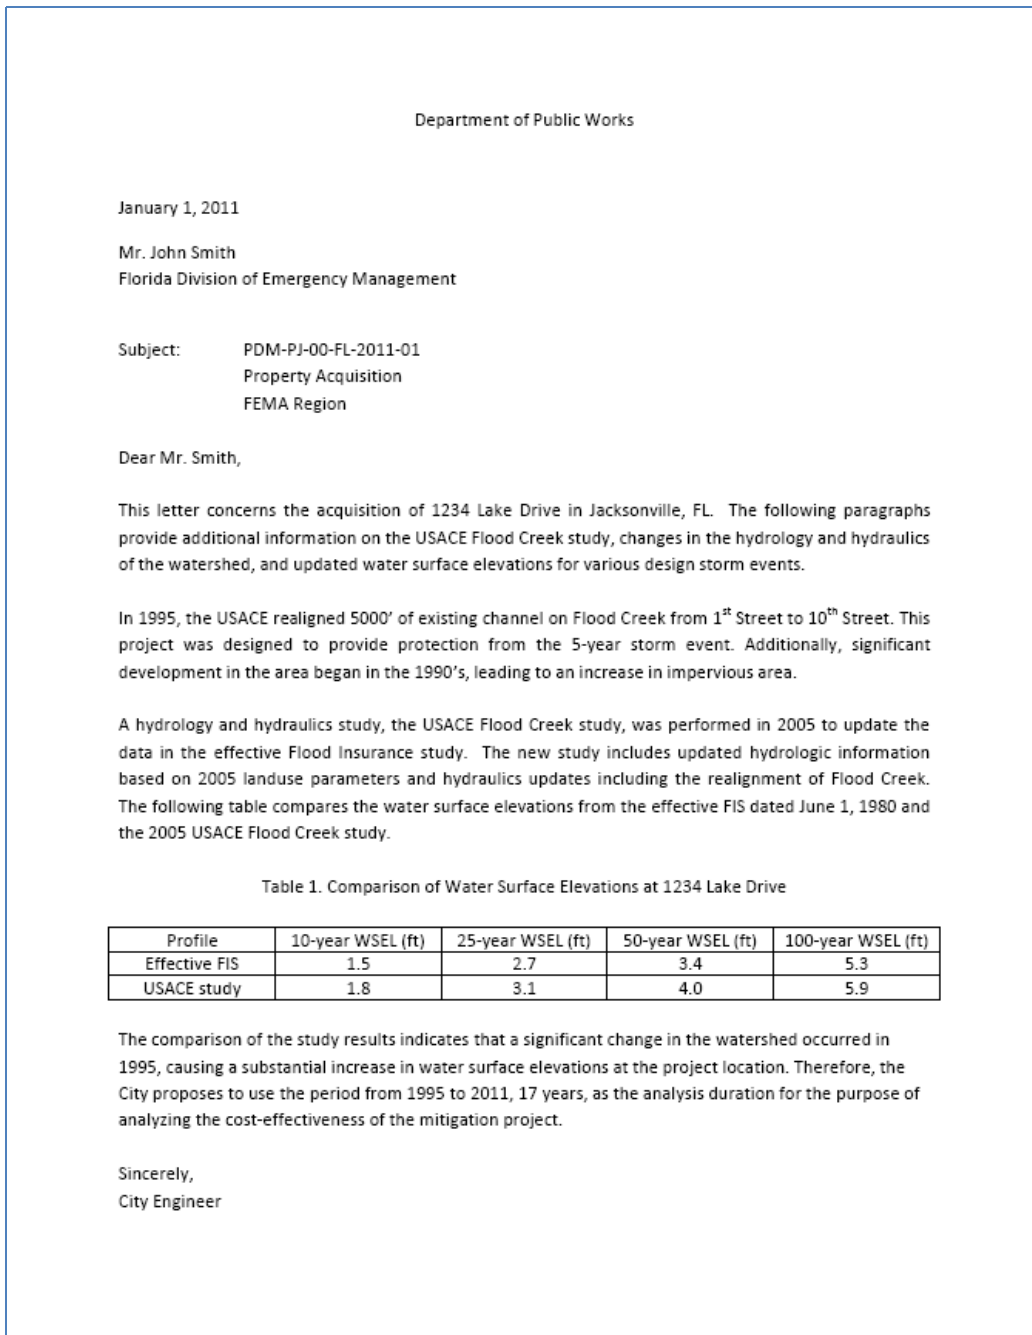 Department of Public Works
January 1, 2011
Mr. John Smith
Florida Division of Emergency Management
Subject: PDM-PJ-00-FL-2011-01
Property Acquisition
FEMA Region
Dear Mr. Smith,
This letter concerns the acquisition of 1234 Lake Drive in Jacksonville, FL. The following paragraphs
provide additional information on the USACE Flood Creek study, changes in the hydrology and hydraulics
of the watershed, and updated water surface elevations for various design storm events.
In 1995, the USACE realigned 5000' of existing channel on Flood Creek from 1st Street to 10th Street. This
project was designed to provide protection from the 5-year storm event. Additionally, significant
development in the area began in the 1990's, leading to an increase in impervious area.
A hydrology and hydraulics study, the USACE Flood Creek study, was performed in 2005 to update the
data in the effective Flood Insurance study. The new study includes updated hydrologic information
based on 2005 landuse parameters and hydraulics updates including the realignment of Flood Creek.
The following table compares the water surface elevations from the effective FIS dated June 1, 1980 and
the 2005 USACE Flood Creek study.
Table 1. Comparison of Water Surface Elevations at 1234 Lake Drive
Profile 10-year WSEL (ft) 25-year WSEL (ft) 50-year WSEL (ft) 100-year WSEL (ft)
Effective FIS 1.5 2.7 3.4 5.3
USACE study 1.8 3.1 4.0 5.9
The comparison of the study results indicates that a significant change in the watershed occurred in
1995, causing a substantial increase in water surface elevations at the project location. Therefore, the
City proposes to use the period from 1995 to 2011, 17 years, as the analysis duration for the purpose of
analyzing the cost-effectiveness of the mitigation project.
Sincerely,
City Engineer